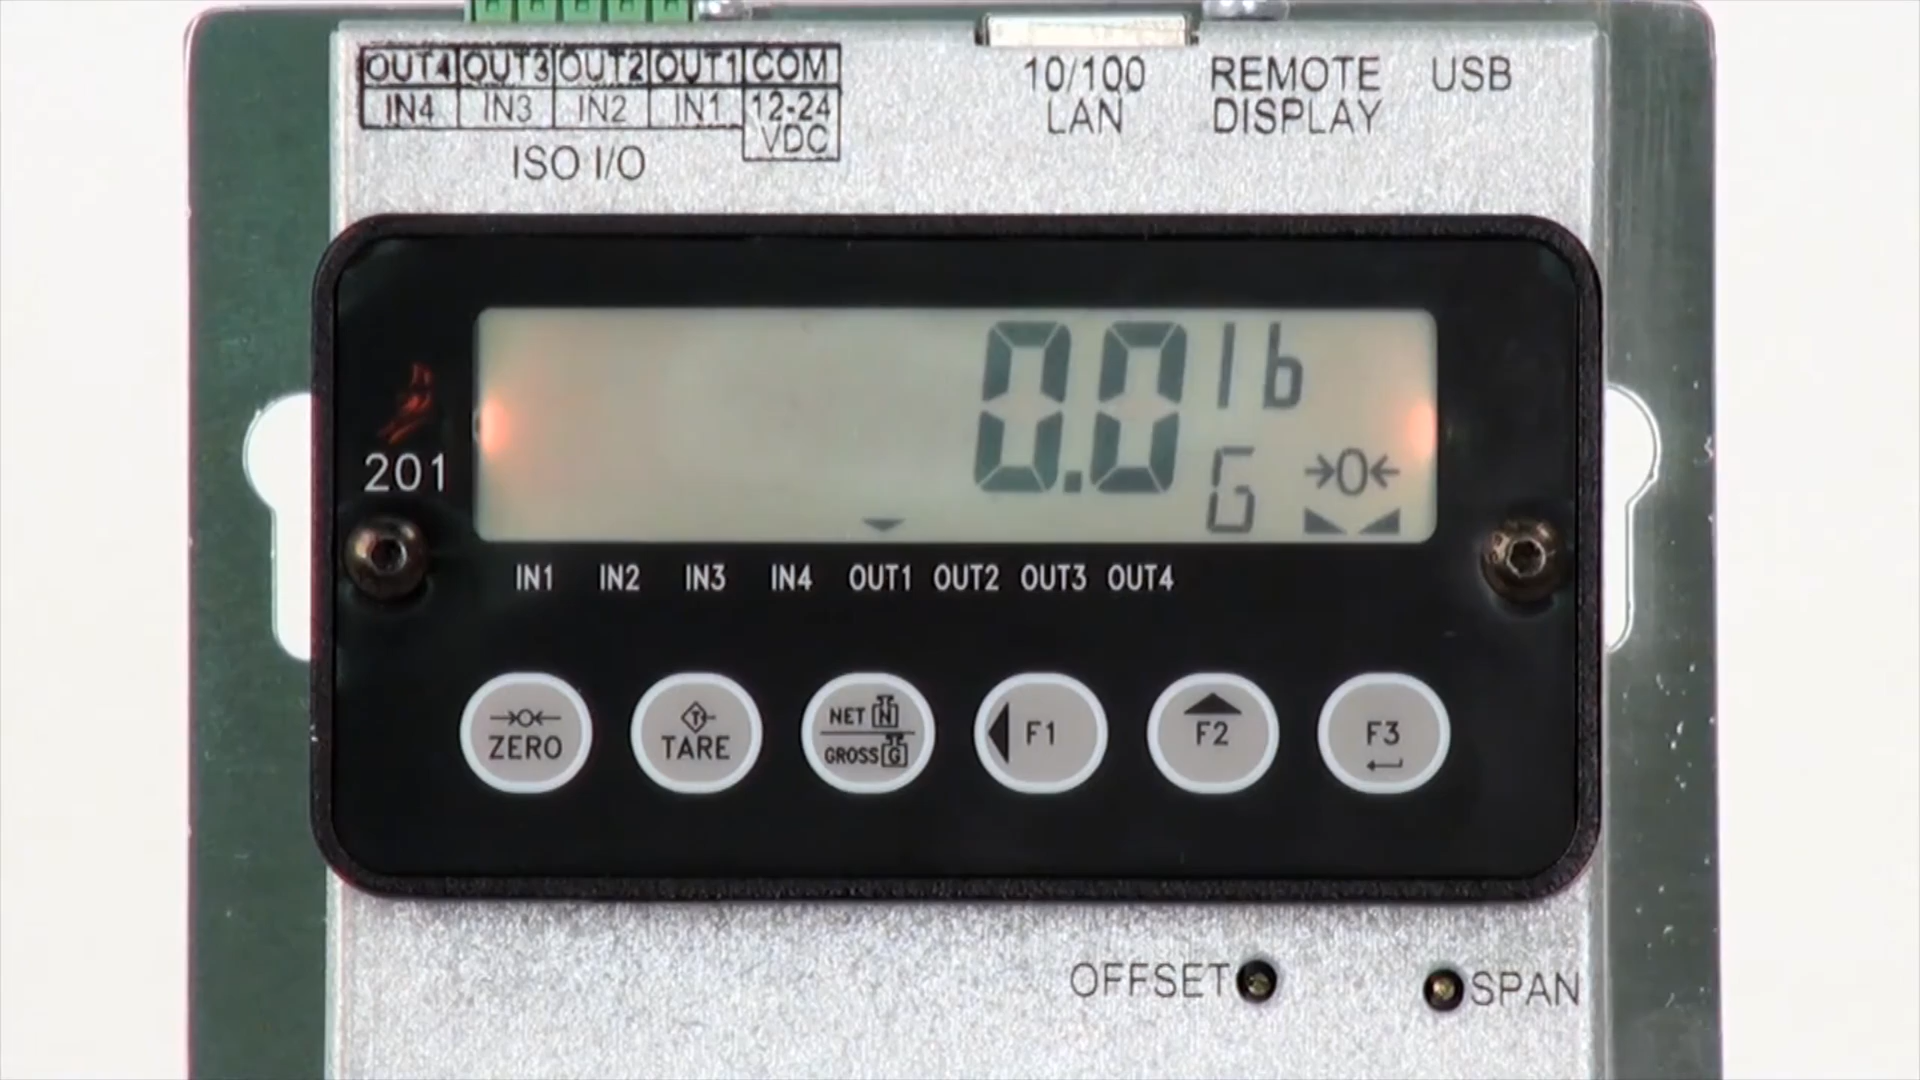 OUT4 OUT3 OUT2 OUT1 COM
IN4 IN3 IN2 IN1 12-24 VDC
ISO I/O
10/100 LAN
REMOTE DISPLAY
USB
0.0 lb
G →0←
201
IN1 IN2 IN3 IN4 OUT1 OUT2 OUT3 OUT4
ZERO
T TARE
NET N
GROSS G
F1
F2
F3
OFFSET
SPAN